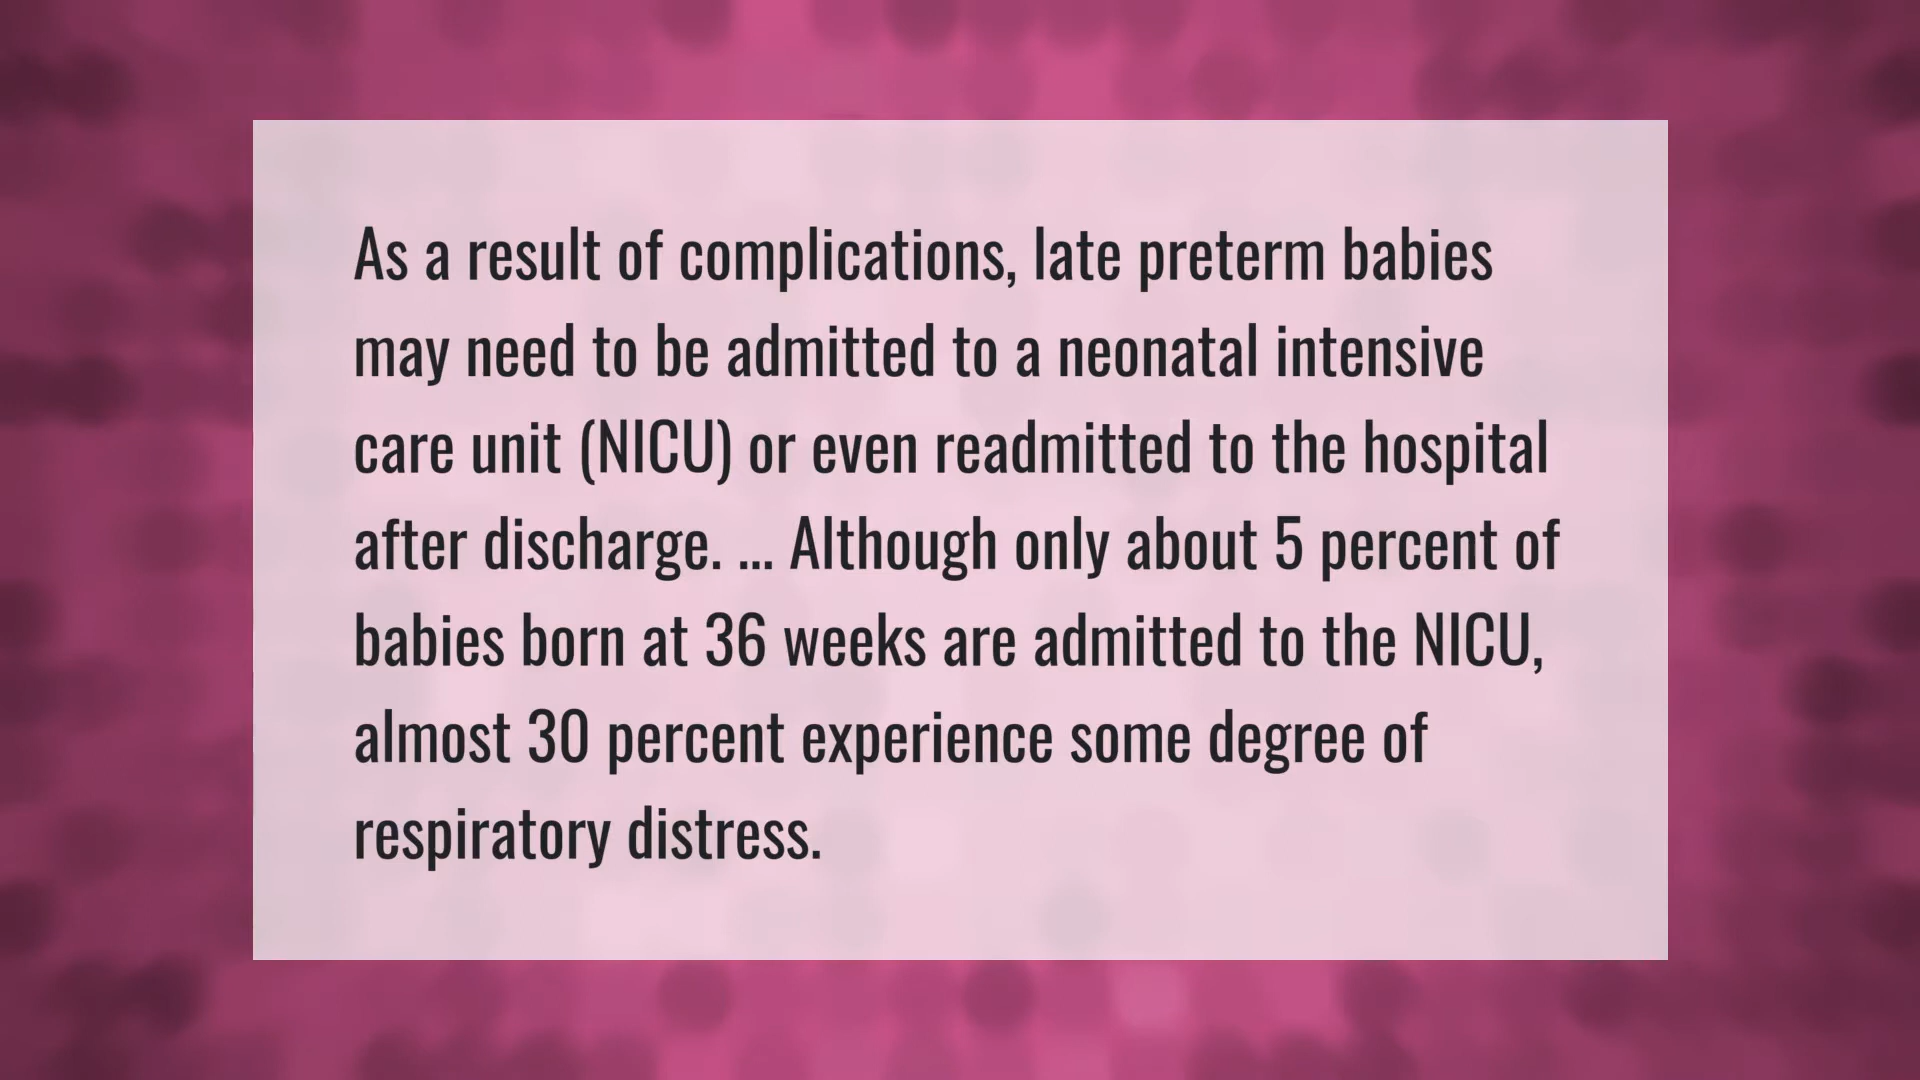 As a result of complications, late preterm babies
may need to be admitted to a neonatal intensive
care unit (NICU) or even readmitted to the hospital
after discharge. ... Although only about 5 percent of
babies born at 36 weeks are admitted to the NICU,
almost 30 percent experience some degree of
respiratory distress.